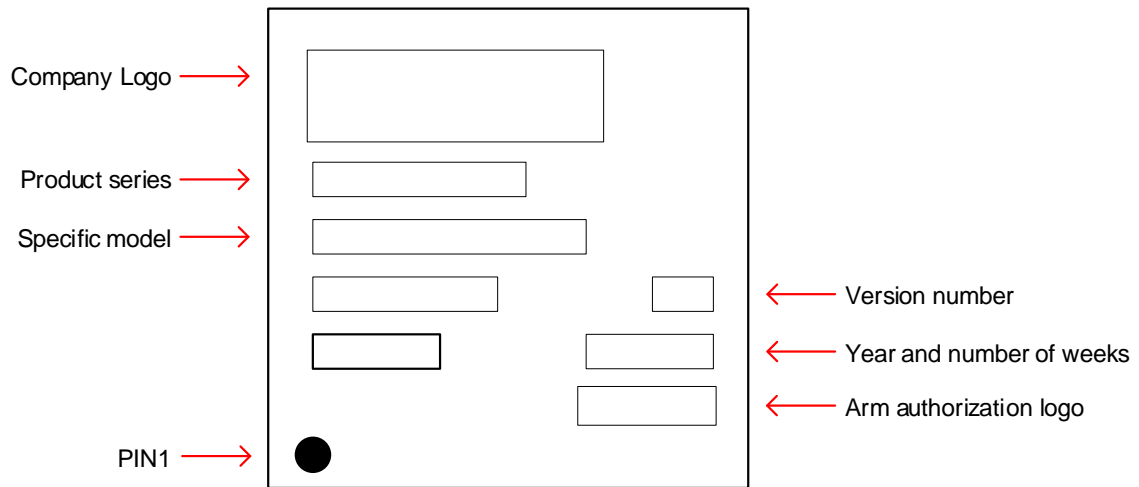 Company Logo
Product series
Specific model
Version number
Year and number of weeks
Arm authorization logo
PIN1